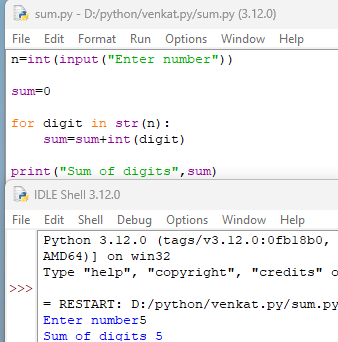 sum.py - D:/python/venkat.py/sum.py (3.12.0)
File Edit Format Run Options Window Help
n=int(input("Enter number"))
sum=0
for digit in str(n):
    sum=sum+int(digit)
print("Sum of digits",sum)
IDLE Shell 3.12.0
File Edit Shell Debug Options Window Help
Python 3.12.0 (tags/v3.12.0:0fb18b0,
AMD64)] on win32
Type "help", "copyright", "credits" o
>>>
= RESTART: D:/python/venkat.py/sum.py
Enter number5
Sum of digits 5